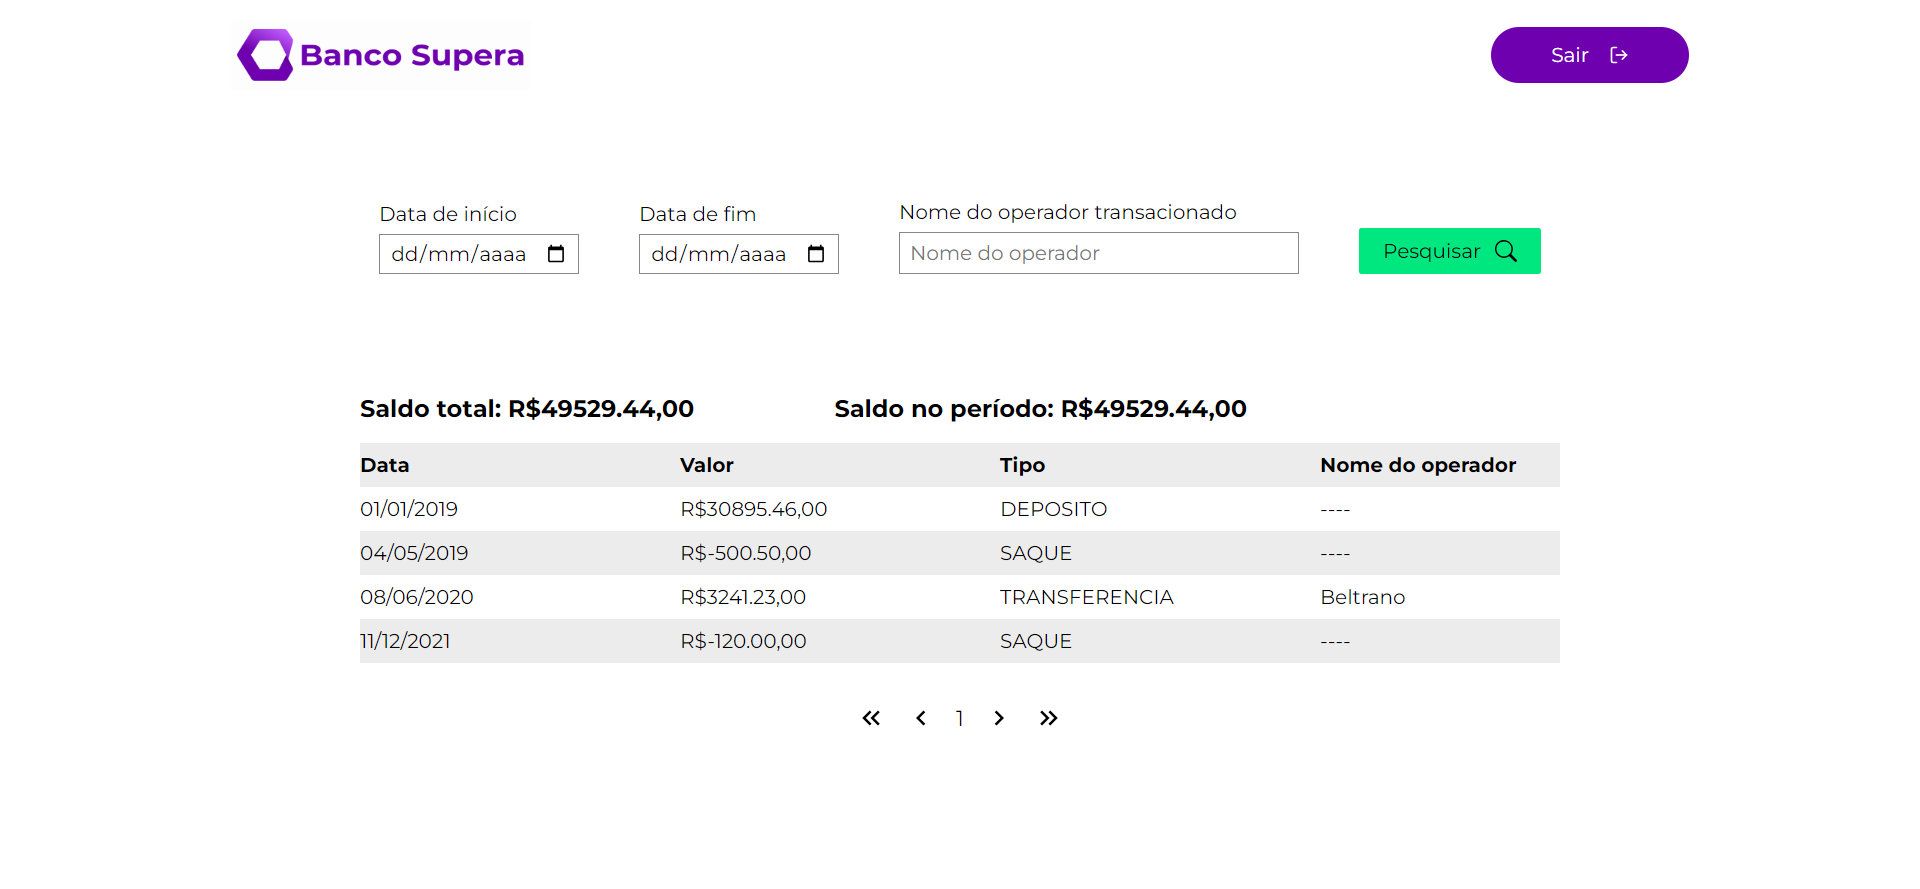 Banco Supera
Sair
Data de início
Data de fim
Nome do operador transacionado
dd/mm/aaaa
dd/mm/aaaa
Nome do operador
Pesquisar
Saldo total: R$49529.44,00
Saldo no período: R$49529.44,00
Data Valor Tipo Nome do operador
01/01/2019 R$30895.46,00 DEPOSITO ----
04/05/2019 R$-500.50,00 SAQUE ----
08/06/2020 R$3241.23,00 TRANSFERENCIA Beltrano
11/12/2021 R$-120.00,00 SAQUE ----
1